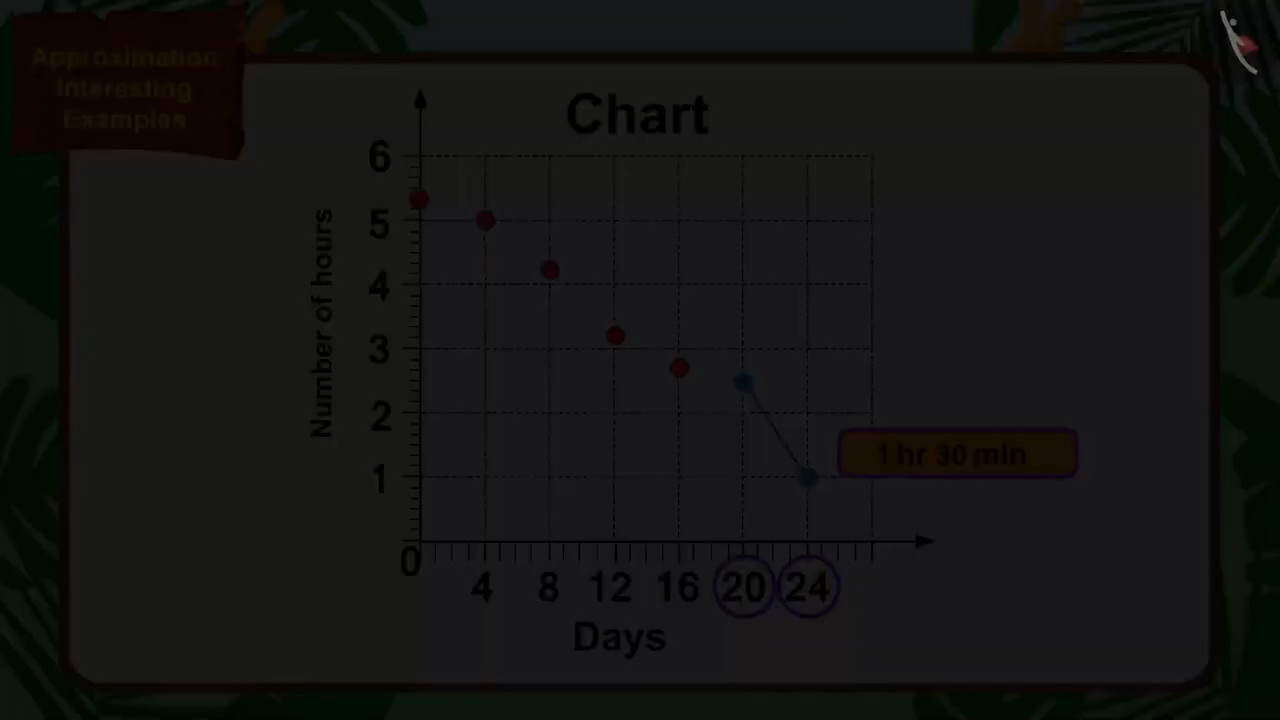 Approximation
Interesting
Examples
Chart
Number of hours
6
5
4
3
2
1
0
1 hr 30 min
4 8 12 16 20 24
Days